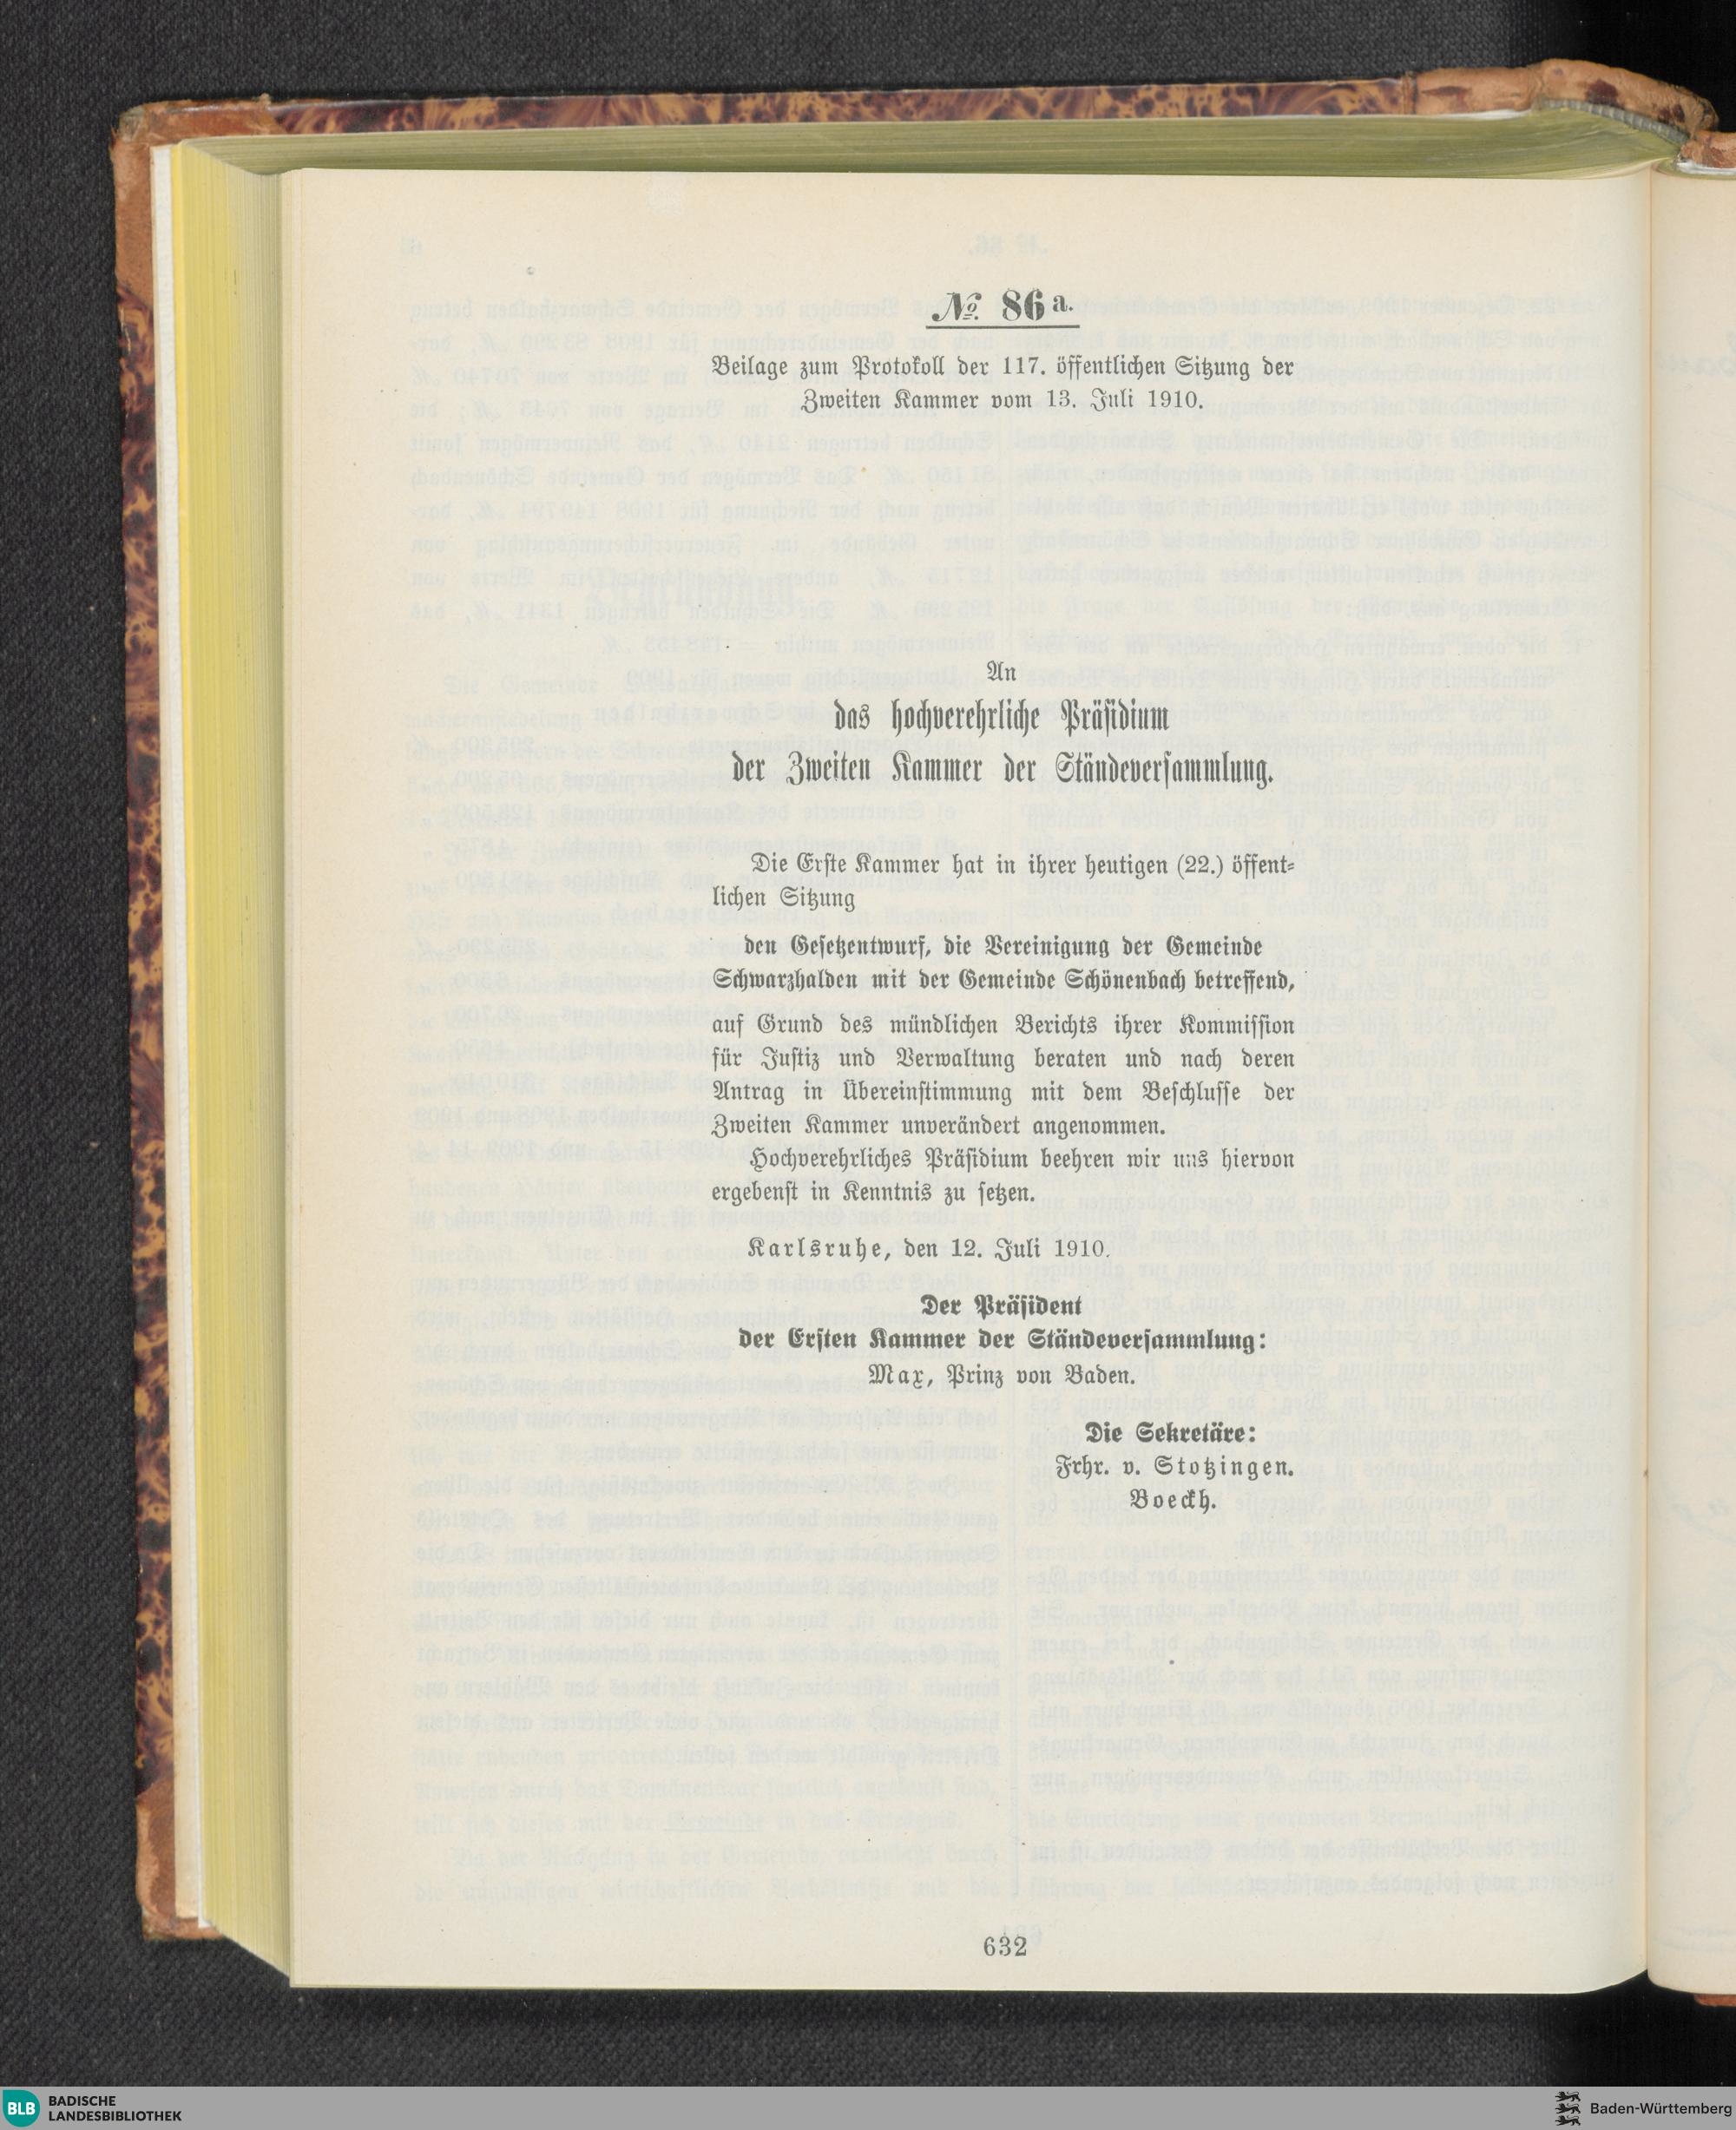 № 86 a.
Beilage zum Protokoll der 117. öffentlichen Sitzung der
Zweiten Kammer vom 13. Juli 1910.
An
das hochverehrliche Präsidium
der Zweiten Kammer der Ständeversammlung.
Die Erste Kammer hat in ihrer heutigen (22.) öffent-
lichen Sitzung
den Gesetzentwurf, die Vereinigung der Gemeinde
Schwarzhalden mit der Gemeinde Schönenbach betreffend,
auf Grund des mündlichen Berichts ihrer Kommission
für Justiz und Verwaltung beraten und nach deren
Antrag in Übereinstimmung mit dem Beschlusse der
Zweiten Kammer unverändert angenommen.
Hochverehrliches Präsidium beehren wir uns hiervon
ergebenst in Kenntnis zu setzen.
Karlsruhe, den 12. Juli 1910.
Der Präsident
der Ersten Kammer der Ständeversammlung:
Max, Prinz von Baden.
Die Sekretäre:
Frhr. v. Stotzingen.
Boeckh.
632
BLB BADISCHE
LANDESBIBLIOTHEK
Baden-Württemberg